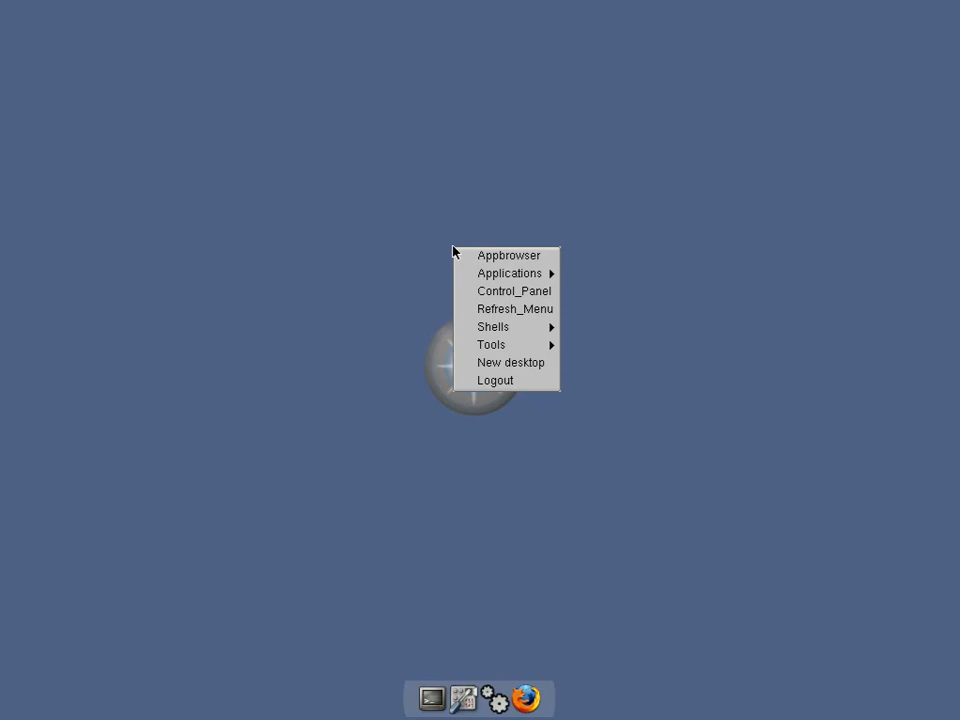 Appbrowser
Applications
Control_Panel
Refresh_Menu
Shells
Tools
New desktop
Logout